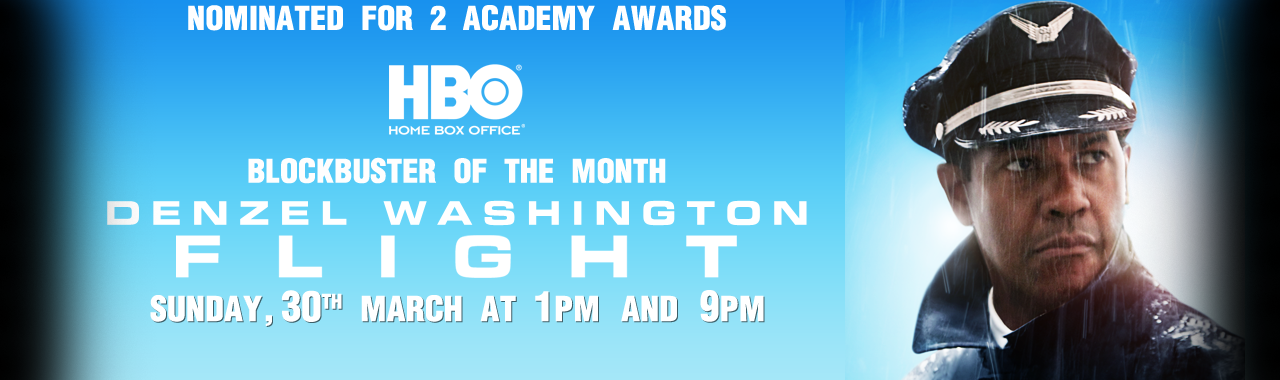 NOMINATED FOR 2 ACADEMY AWARDS
HBO®
HOME BOX OFFICE®
BLOCKBUSTER OF THE MONTH
DENZEL WASHINGTON
FLIGHT
SUNDAY, 30TH MARCH AT 1PM AND 9PM